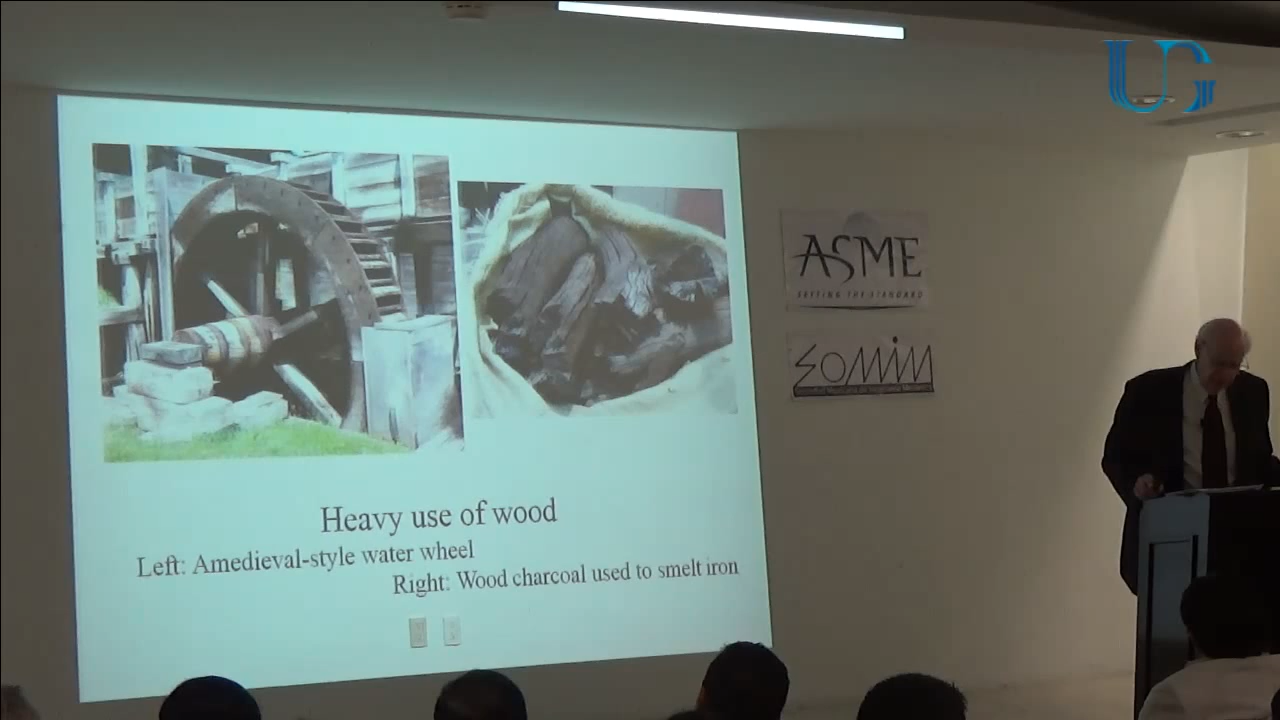 UG
ASME
SETTING THE STANDARD
SOMIM
Heavy use of wood
Left: Amedieval-style water wheel
Right: Wood charcoal used to smelt iron